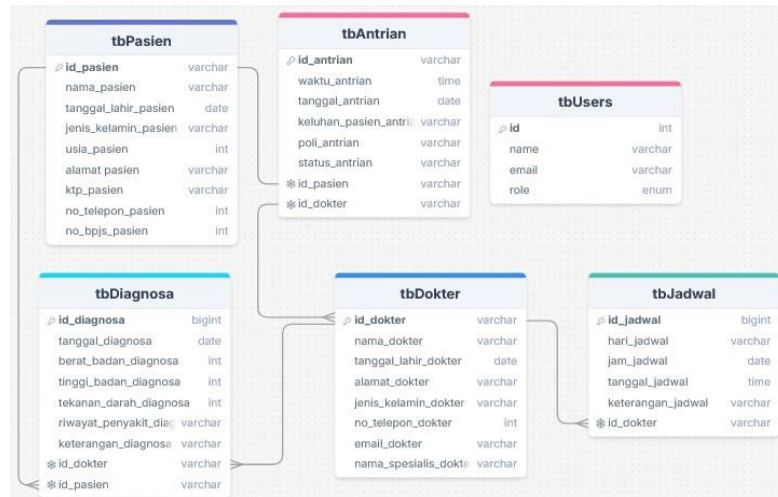 tbPasien
id_pasien varchar
nama_pasien varchar
tanggal_lahir_pasien date
jenis_kelamin_pasien varchar
usia_pasien int
alamat pasien varchar
ktp_pasien varchar
no_telepon_pasien int
no_bpjs_pasien int
tbAntrian
id_antrian varchar
waktu_antrian time
tanggal_antrian date
keluhan_pasien_antri varchar
poli_antrian varchar
status_antrian varchar
id_pasien varchar
id_dokter varchar
tbUsers
id int
name varchar
email varchar
role enum
tbDiagnosa
id_diagnosa bigint
tanggal_diagnosa date
berat_badan_diagnosa int
tinggi_badan_diagnosa int
tekanan_darah_diagnosa int
riwayat_penyakit_diag varchar
keterangan_diagnosa varchar
id_dokter varchar
id_pasien varchar
tbDokter
id_dokter varchar
nama_dokter varchar
tanggal_lahir_dokter date
alamat_dokter varchar
jenis_kelamin_dokter varchar
no_telepon_dokter int
email_dokter varchar
nama_spesialis_dokte varchar
tbJadwal
id_jadwal bigint
hari_jadwal varchar
jam_jadwal date
tanggal_jadwal time
keterangan_jadwal varchar
id_dokter varchar